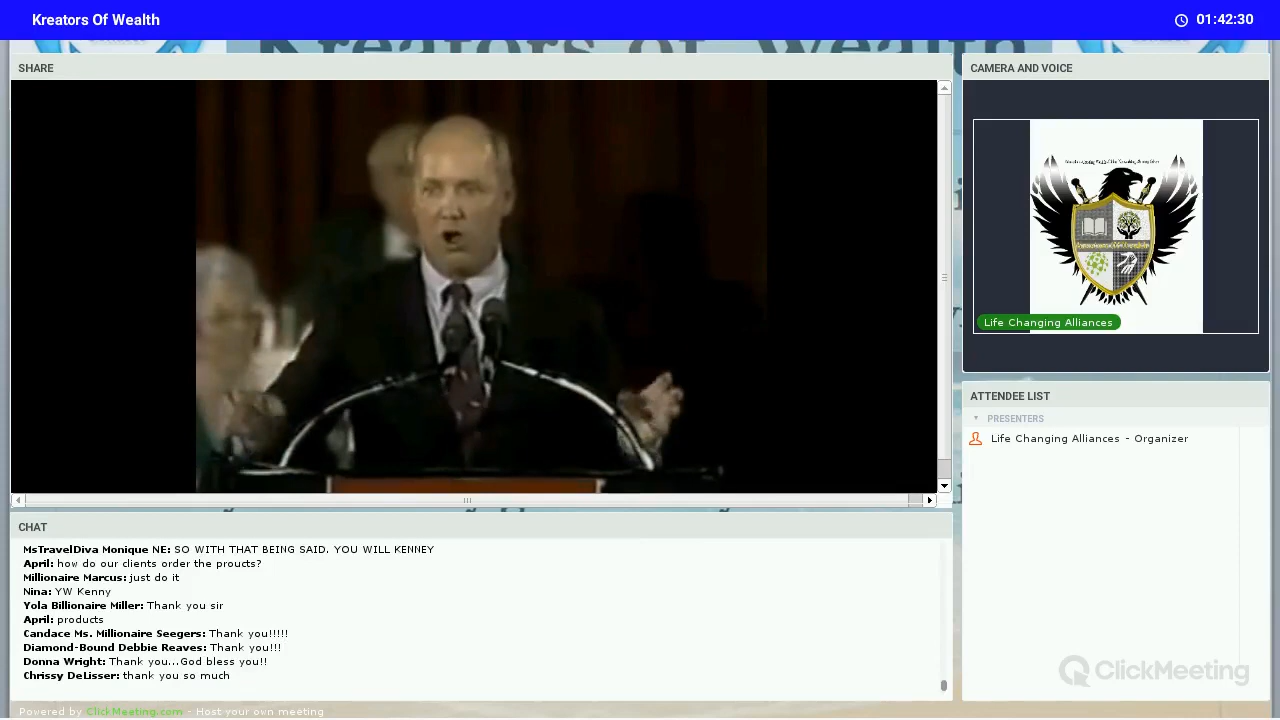 Kreators Of Wealth
01:42:30
Kreators of Wealth
SHARE
CAMERA AND VOICE
Life Changing Alliances
ATTENDEE LIST
PRESENTERS
Life Changing Alliances - Organizer
CHAT
MsTravelDiva Monique NE: SO WITH THAT BEING SAID. YOU WILL KENNEY
April: how do our clients order the proucts?
Millionaire Marcus: just do it
Nina: YW Kenny
Yola Billionaire Miller: Thank you sir
April: products
Candace Ms. Millionaire Seegers: Thank you!!!!!
Diamond-Bound Debbie Reaves: Thank you!!!
Donna Wright: Thank you...God bless you!!
Chrissy DeLisser: thank you so much
ClickMeeting
Powered by ClickMeeting.com - Host your own meeting